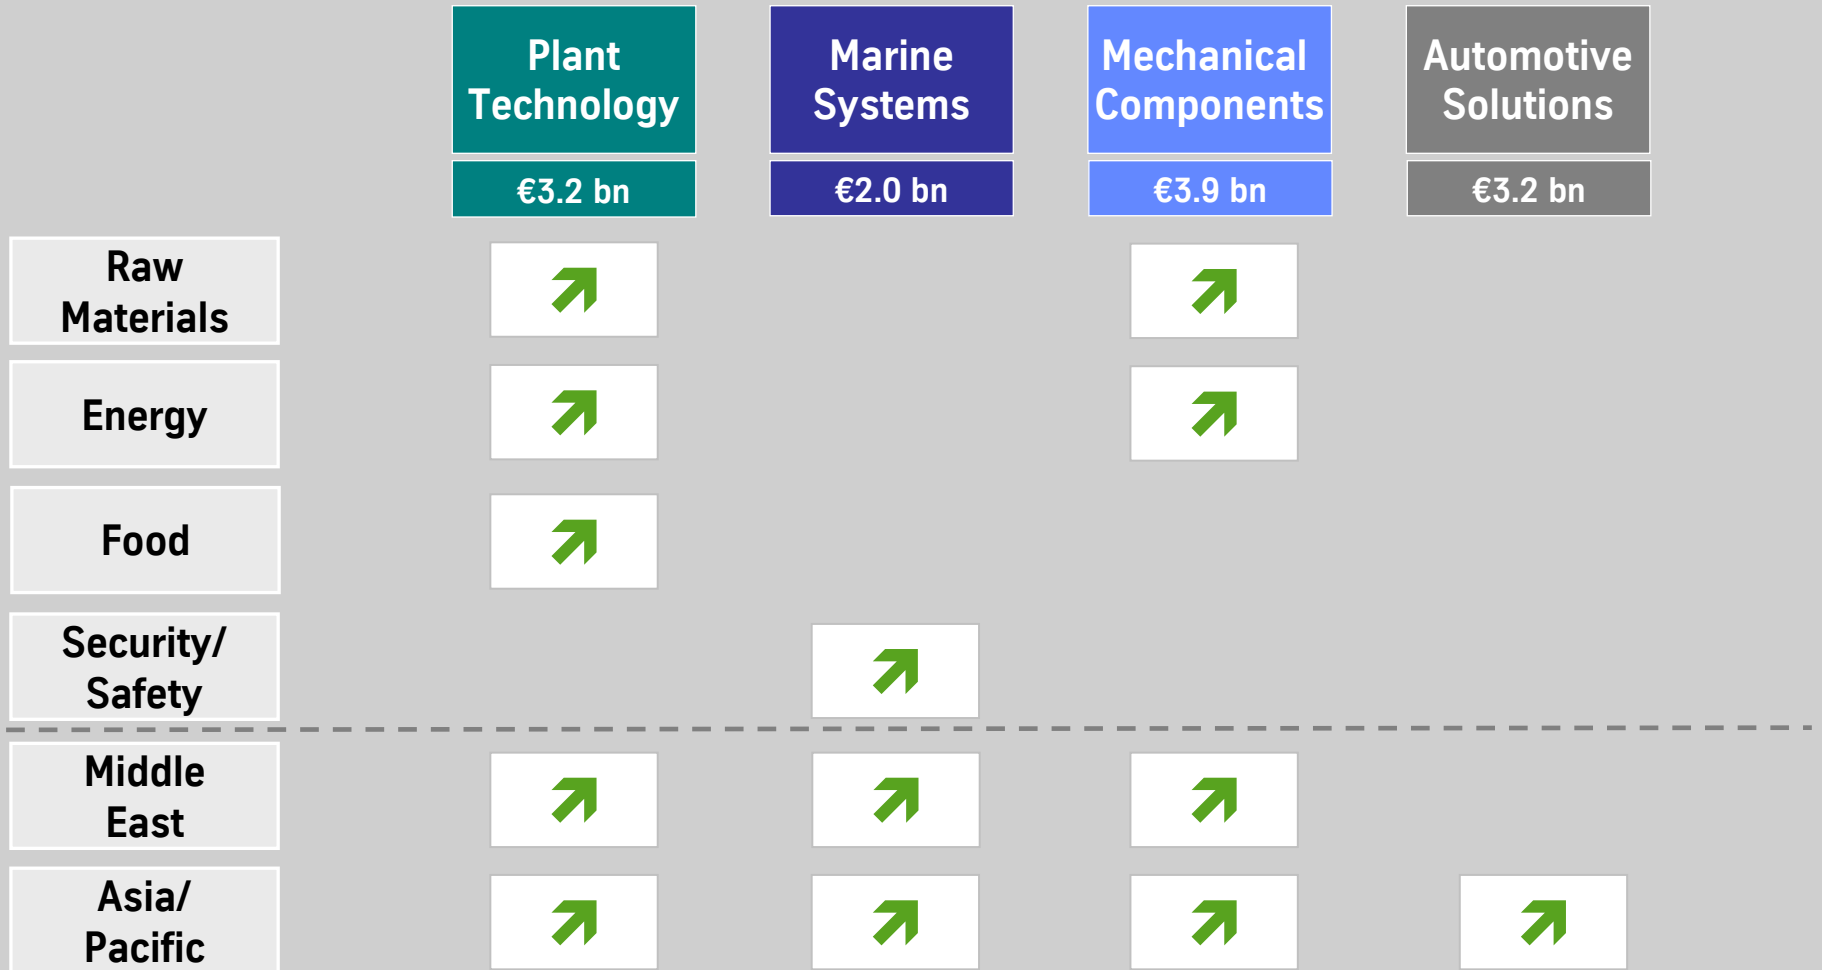 Plant
Technology
Marine
Systems
Mechanical
Components
Automotive
Solutions
€3.2 bn
€2.0 bn
€3.9 bn
€3.2 bn
Raw
Materials
Energy
Food
Security/
Safety
Middle
East
Asia/
Pacific